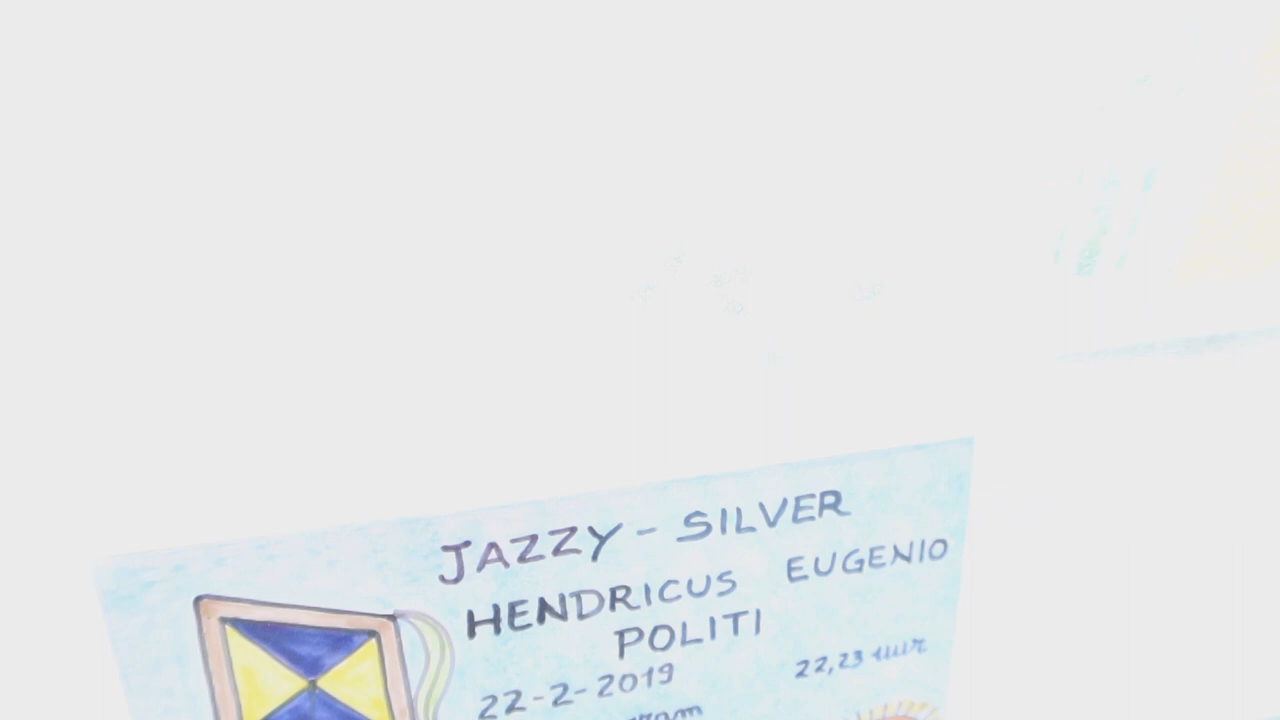 JAZZY - SILVER
HENDRICUS EUGENIO
POLITI
22-2-2019 22,23 uur